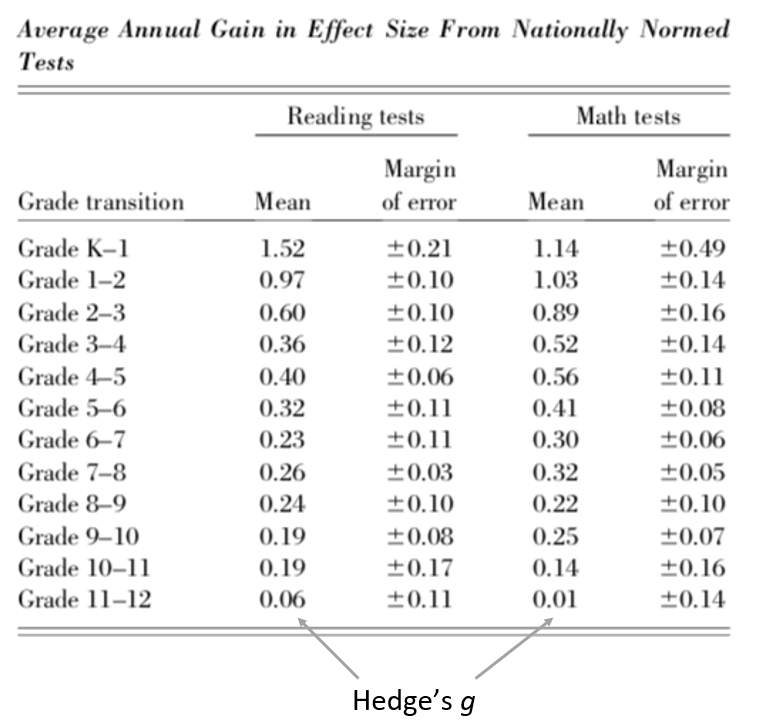 Average Annual Gain in Effect Size From Nationally Normed
Tests
Reading tests Math tests
Margin Margin
Grade transition Mean of error Mean of error
Grade K–1 1.52 ±0.21 1.14 ±0.49
Grade 1–2 0.97 ±0.10 1.03 ±0.14
Grade 2–3 0.60 ±0.10 0.89 ±0.16
Grade 3–4 0.36 ±0.12 0.52 ±0.14
Grade 4–5 0.40 ±0.06 0.56 ±0.11
Grade 5–6 0.32 ±0.11 0.41 ±0.08
Grade 6–7 0.23 ±0.11 0.30 ±0.06
Grade 7–8 0.26 ±0.03 0.32 ±0.05
Grade 8–9 0.24 ±0.10 0.22 ±0.10
Grade 9–10 0.19 ±0.08 0.25 ±0.07
Grade 10–11 0.19 ±0.17 0.14 ±0.16
Grade 11–12 0.06 ±0.11 0.01 ±0.14
Hedge’s g